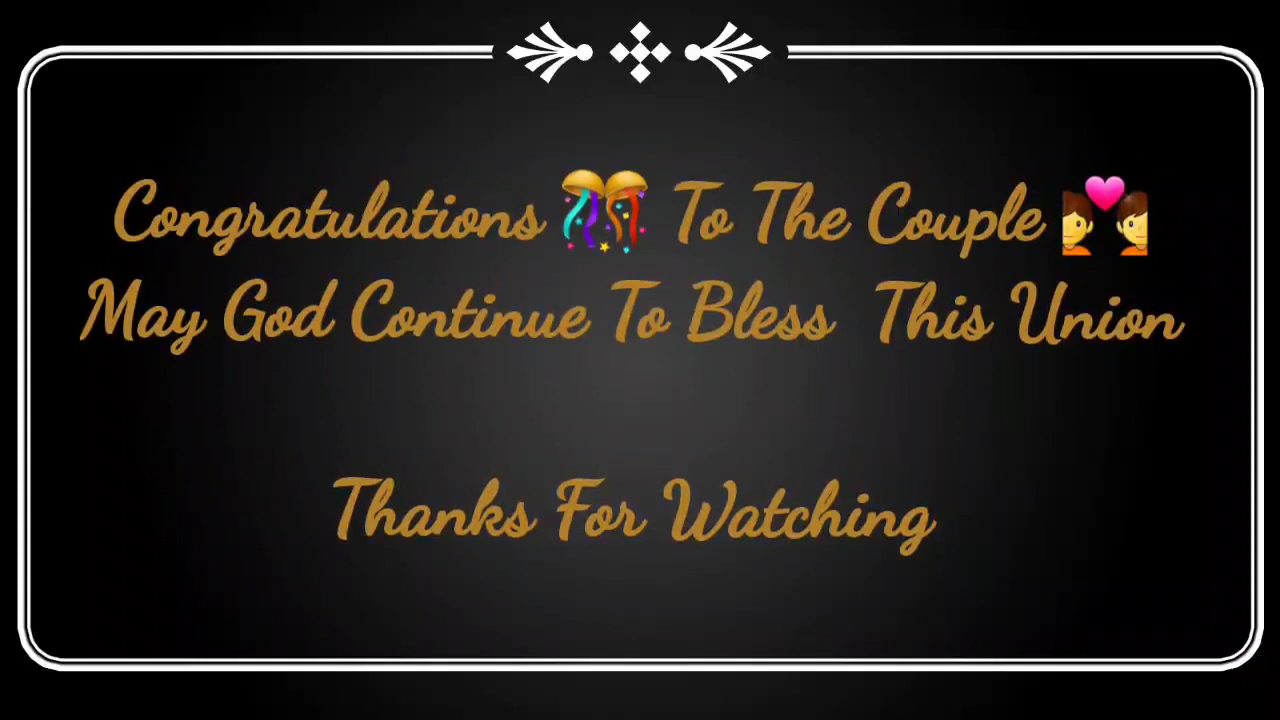 Congratulations 🎊 To The Couple 💑
May God Continue To Bless This Union
Thanks For Watching